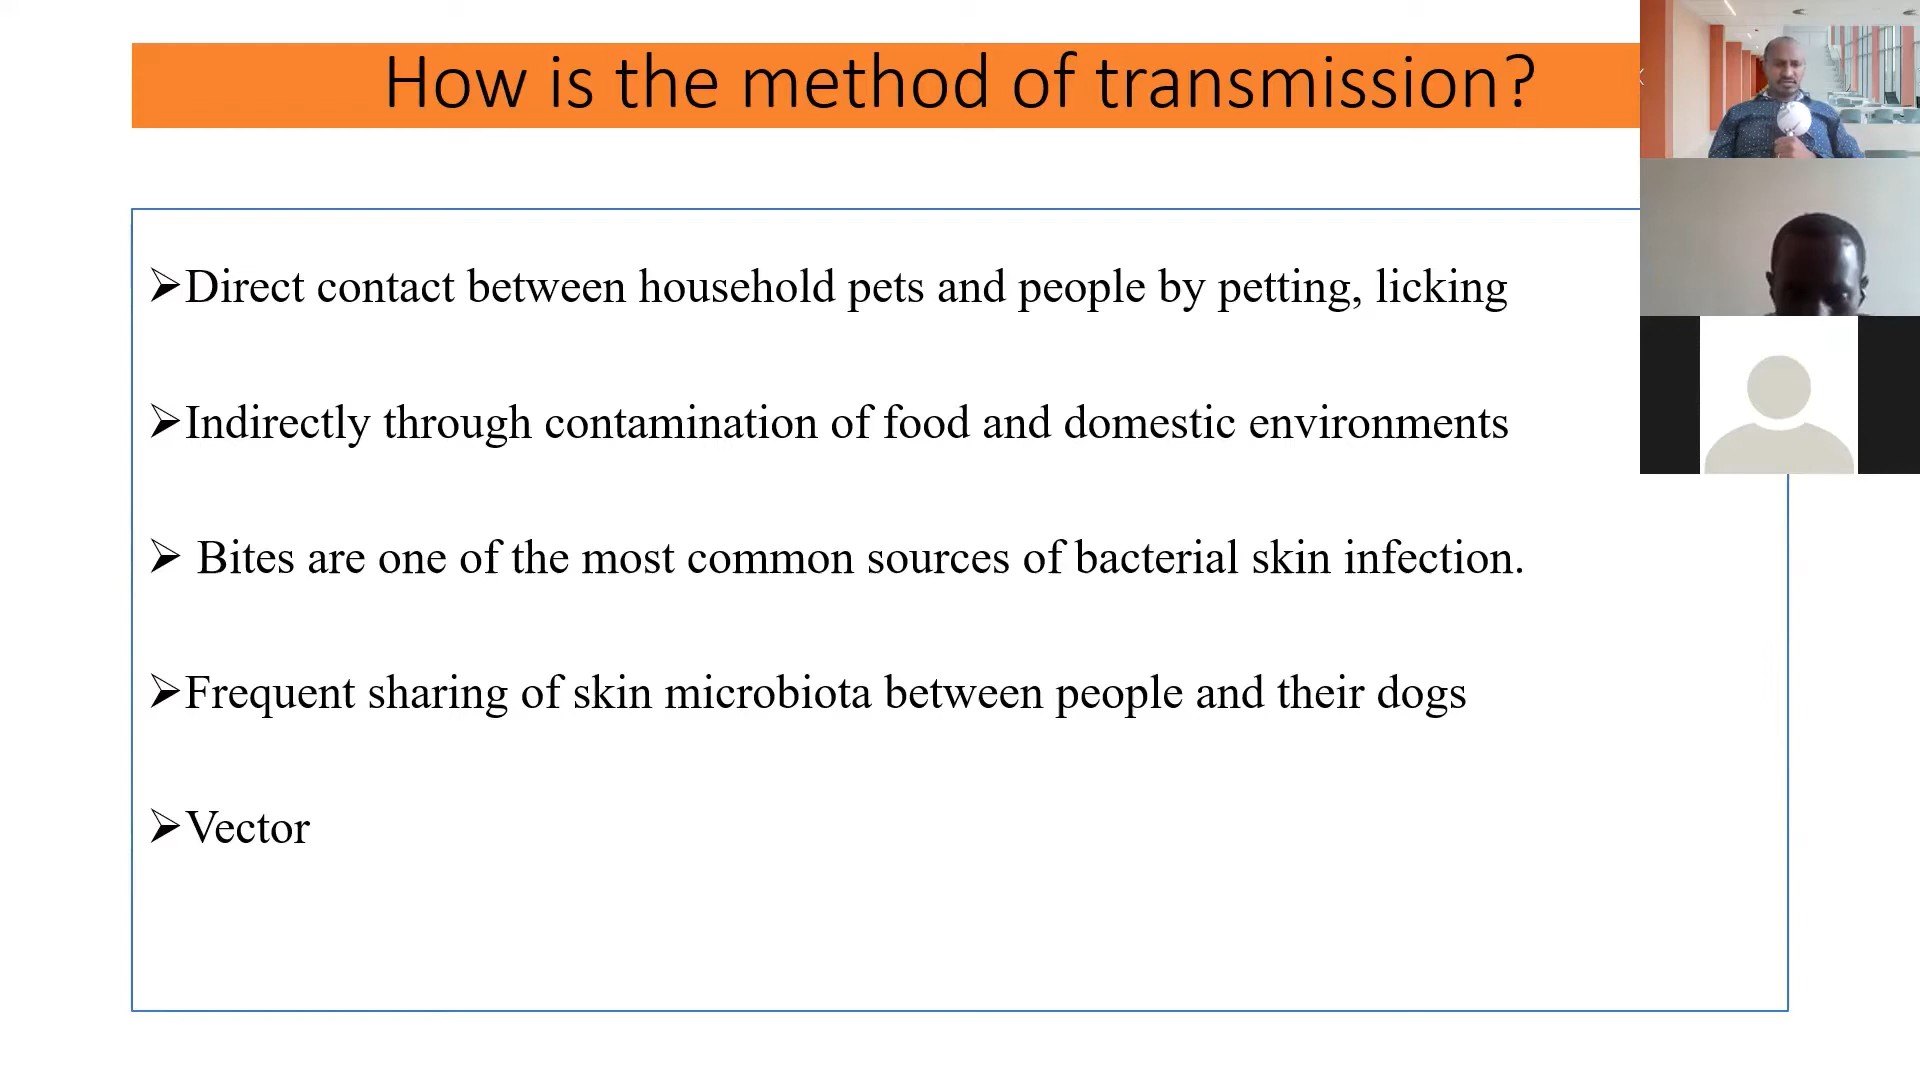 How is the method of transmission?
➢Direct contact between household pets and people by petting, licking
➢Indirectly through contamination of food and domestic environments
➢ Bites are one of the most common sources of bacterial skin infection.
➢Frequent sharing of skin microbiota between people and their dogs
➢Vector